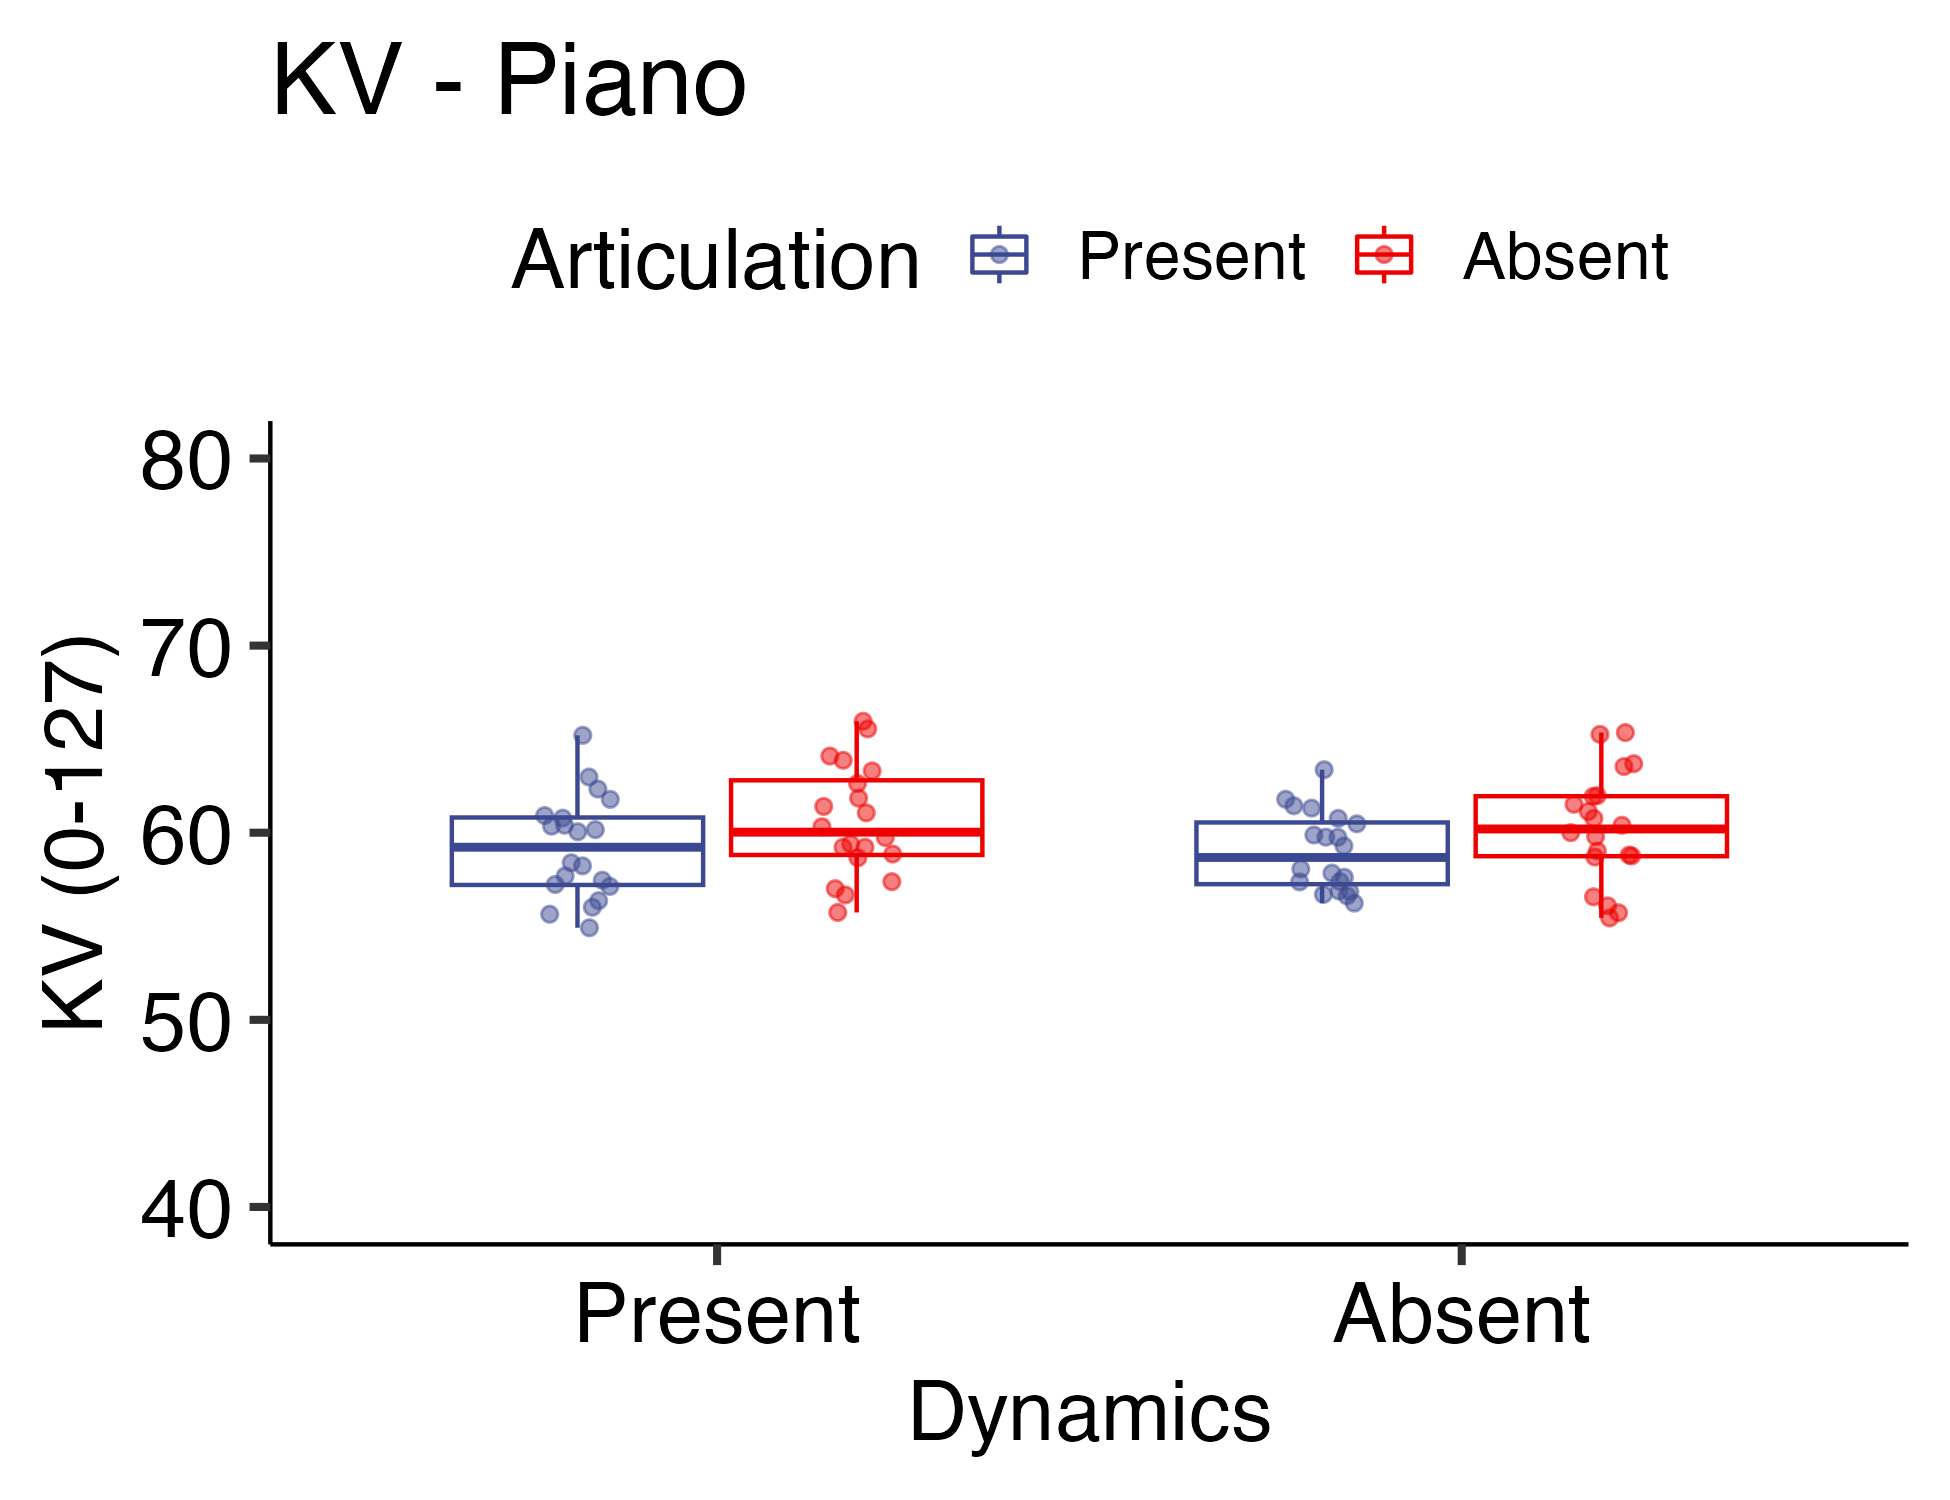 KV - Piano
Articulation Present Absent
80
70
60
50
40
KV (0-127)
Present Absent
Dynamics